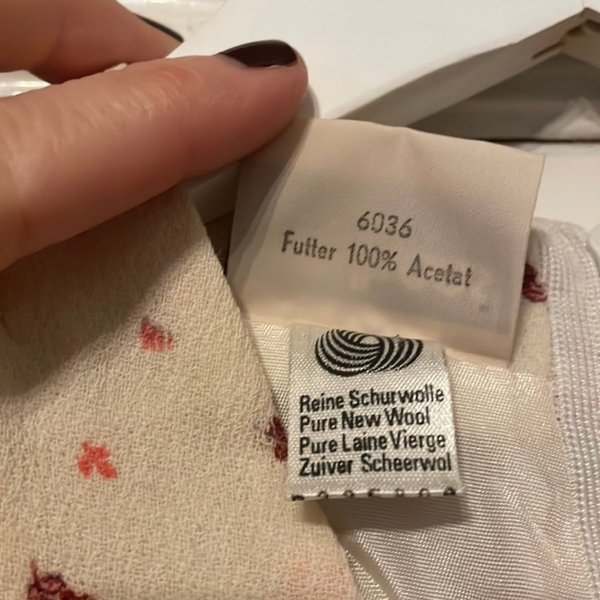 6036
Futter 100% Acetat
Reine Schurwolle
Pure New Wool
Pure Laine Vierge
Zuiver Scheerwol